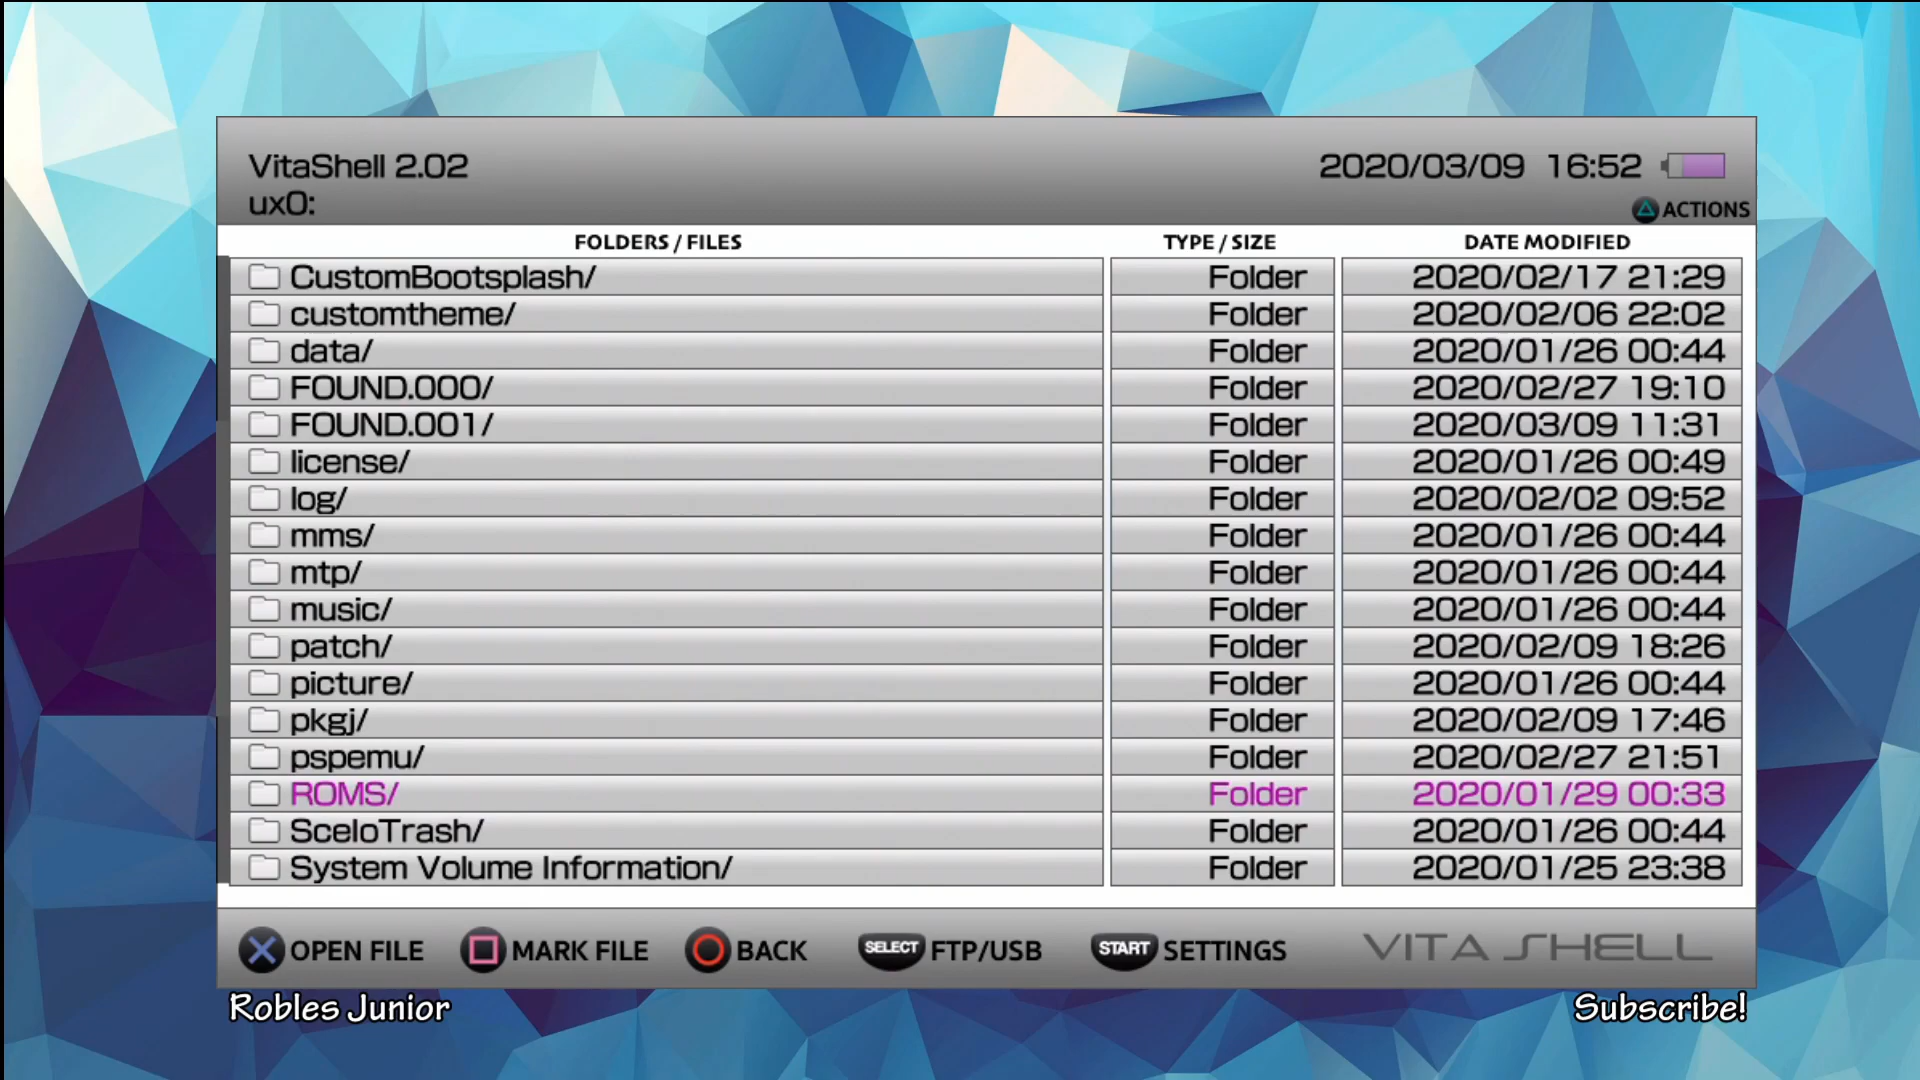 VitaShell 2.02 2020/03/09 16:52
ux0:
ACTIONS
FOLDERS / FILES TYPE / SIZE DATE MODIFIED
CustomBootsplash/ Folder 2020/02/17 21:29
customtheme/ Folder 2020/02/06 22:02
data/ Folder 2020/01/26 00:44
FOUND.000/ Folder 2020/02/27 19:10
FOUND.001/ Folder 2020/03/09 11:31
license/ Folder 2020/01/26 00:49
log/ Folder 2020/02/02 09:52
mms/ Folder 2020/01/26 00:44
mtp/ Folder 2020/01/26 00:44
music/ Folder 2020/01/26 00:44
patch/ Folder 2020/02/09 18:26
picture/ Folder 2020/01/26 00:44
pkgj/ Folder 2020/02/09 17:46
pspemu/ Folder 2020/02/27 21:51
ROMS/ Folder 2020/01/29 00:33
SceIoTrash/ Folder 2020/01/26 00:44
System Volume Information/ Folder 2020/01/25 23:38
OPEN FILE MARK FILE BACK SELECT FTP/USB START SETTINGS VITA SHELL
Robles Junior Subscribe!